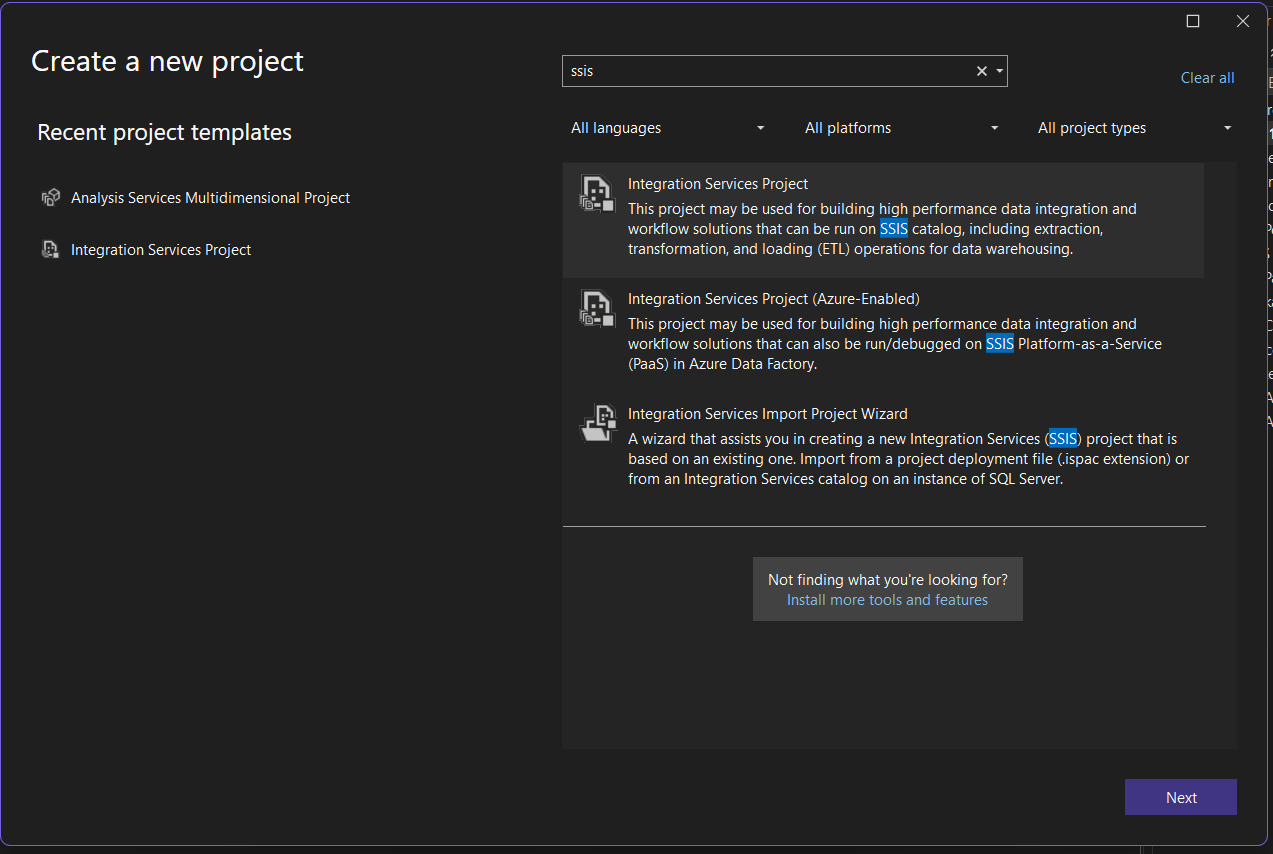 Create a new project
ssis
Clear all
Recent project templates
All languages
All platforms
All project types
Analysis Services Multidimensional Project
Integration Services Project
Integration Services Project
This project may be used for building high performance data integration and
workflow solutions that can be run on SSIS catalog, including extraction,
transformation, and loading (ETL) operations for data warehousing.
Integration Services Project (Azure-Enabled)
This project may be used for building high performance data integration and
workflow solutions that can also be run/debugged on SSIS Platform-as-a-Service
(PaaS) in Azure Data Factory.
Integration Services Import Project Wizard
A wizard that assists you in creating a new Integration Services (SSIS) project that is
based on an existing one. Import from a project deployment file (.ispac extension) or
from an Integration Services catalog on an instance of SQL Server.
Not finding what you're looking for?
Install more tools and features
Next